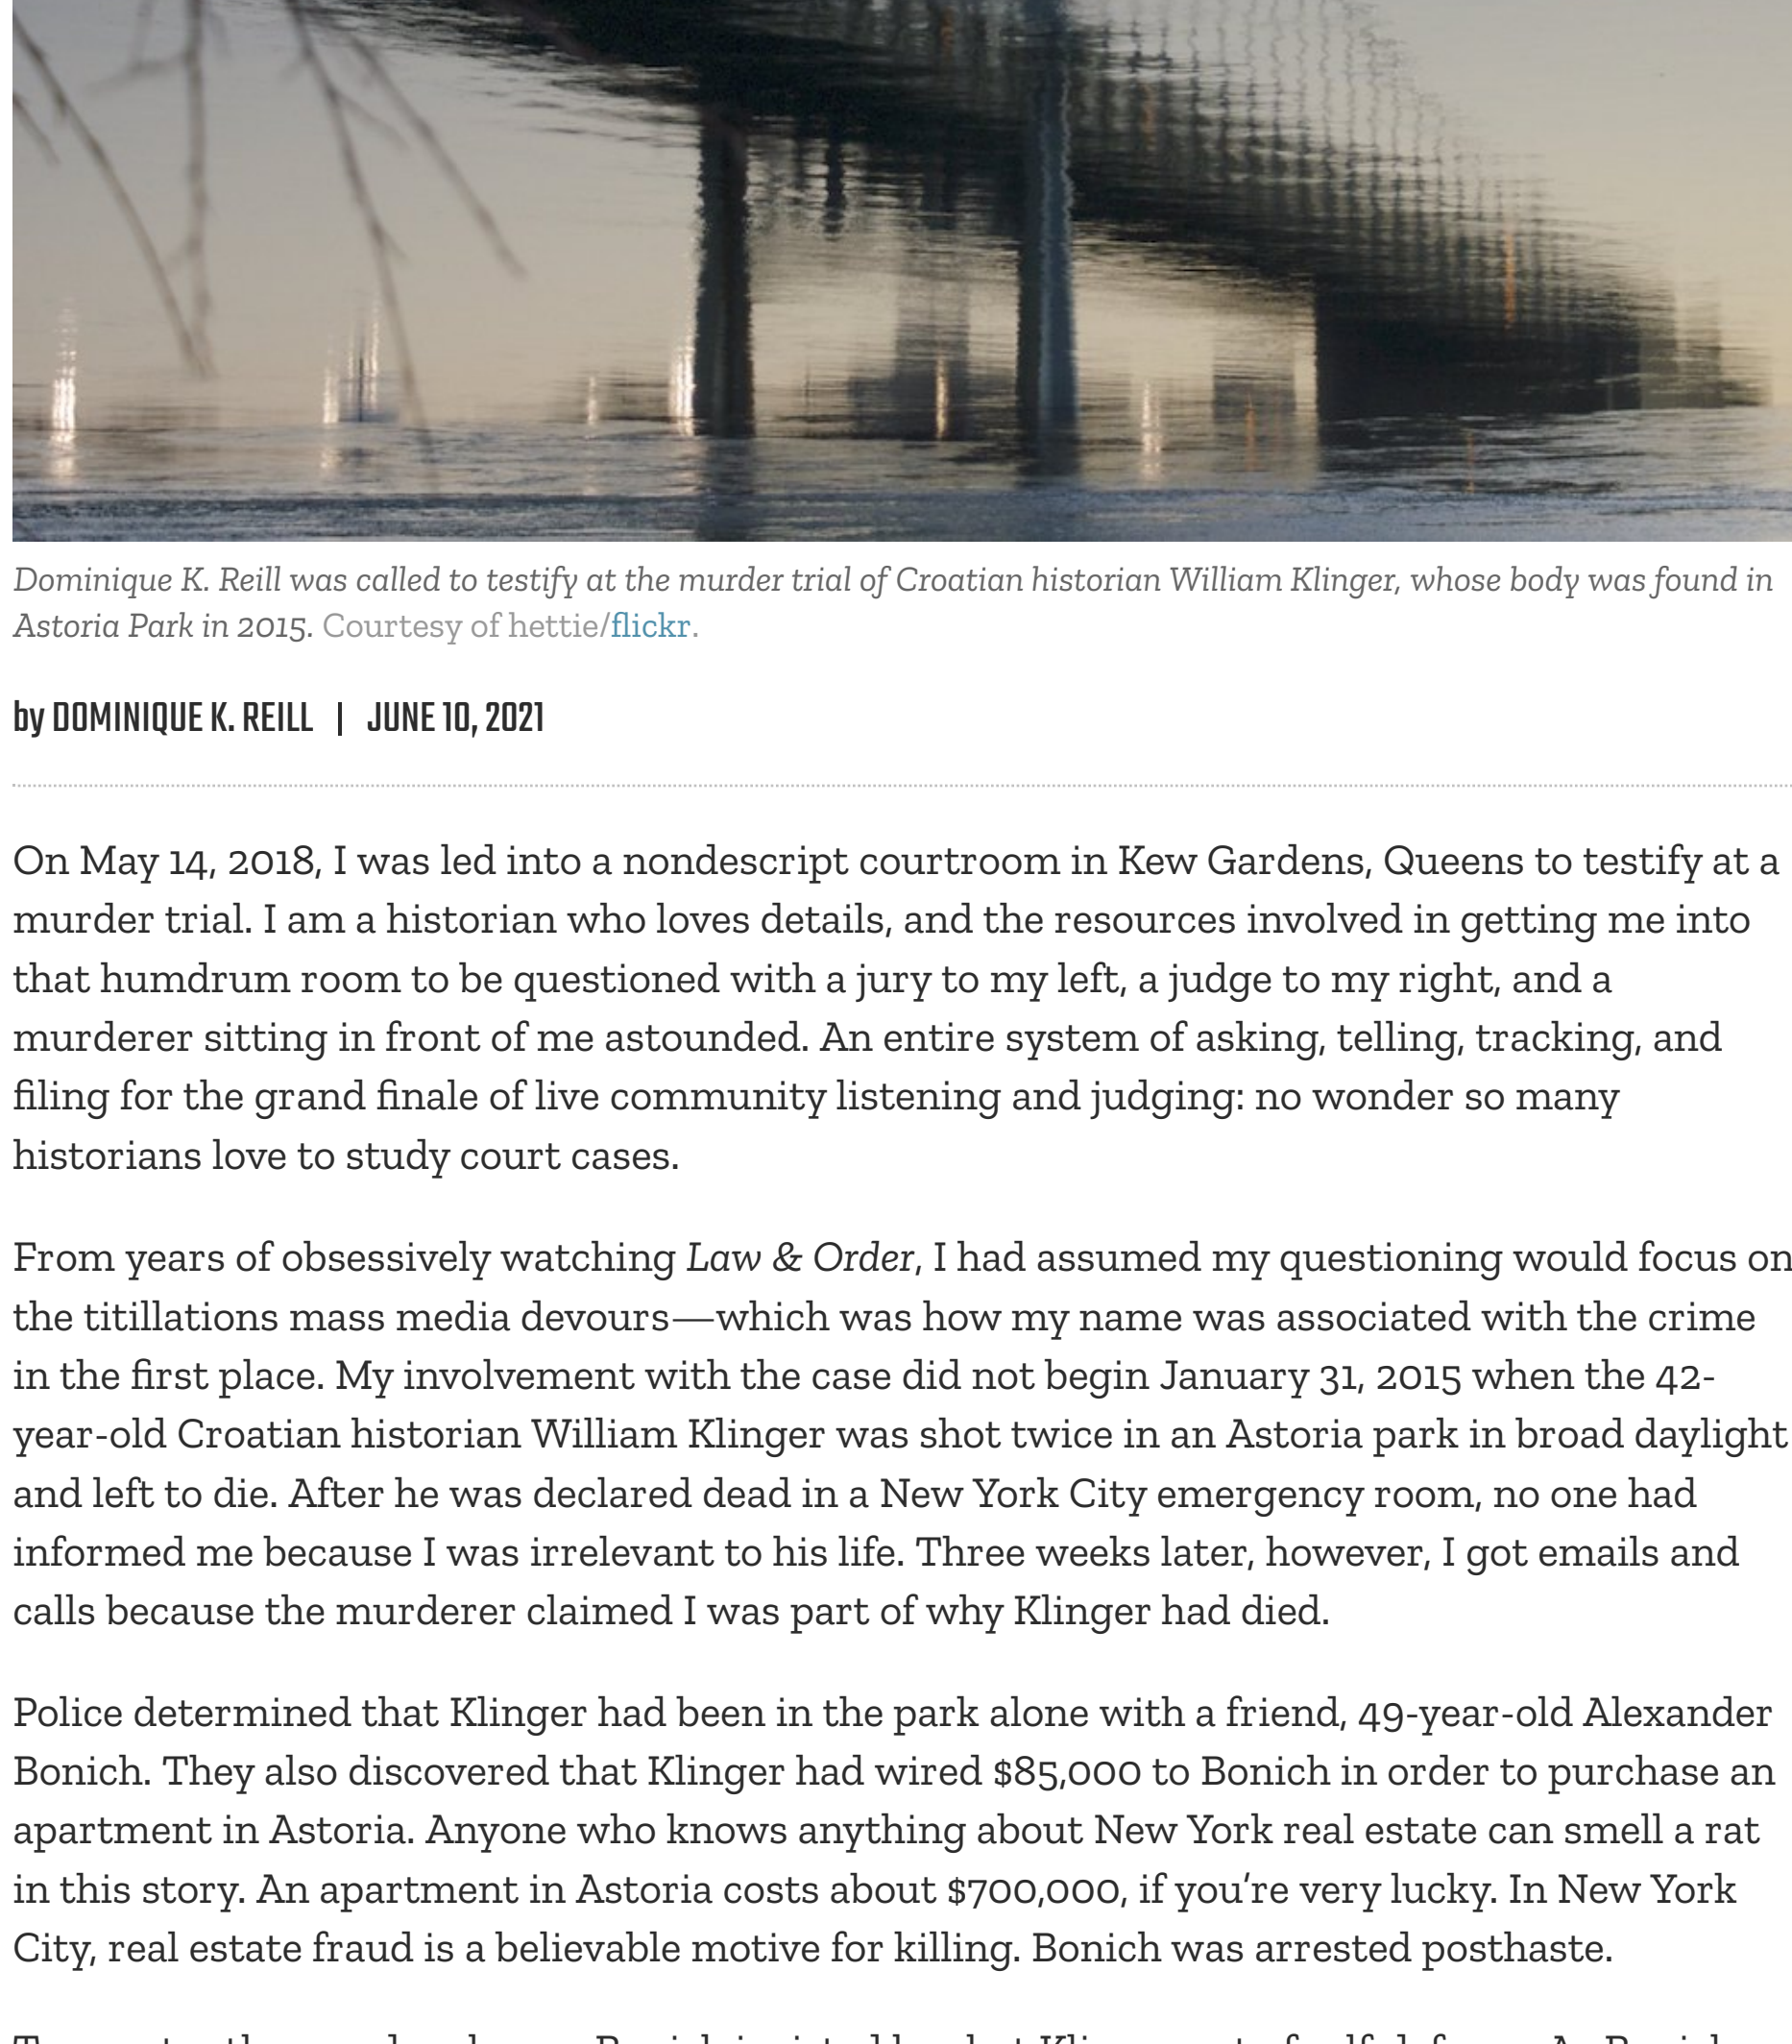 Dominique K. Reill was called to testify at the murder trial of Croatian historian William Klinger, whose body was found in
Astoria Park in 2015. Courtesy of hettie/flickr.
by DOMINIQUE K. REILL | JUNE 10, 2021
On May 14, 2018, I was led into a nondescript courtroom in Kew Gardens, Queens to testify at a
murder trial. I am a historian who loves details, and the resources involved in getting me into
that humdrum room to be questioned with a jury to my left, a judge to my right, and a
murderer sitting in front of me astounded. An entire system of asking, telling, tracking, and
filing for the grand finale of live community listening and judging: no wonder so many
historians love to study court cases.
From years of obsessively watching Law & Order, I had assumed my questioning would focus on
the titillations mass media devours—which was how my name was associated with the crime
in the first place. My involvement with the case did not begin January 31, 2015 when the 42-
year-old Croatian historian William Klinger was shot twice in an Astoria park in broad daylight
and left to die. After he was declared dead in a New York City emergency room, no one had
informed me because I was irrelevant to his life. Three weeks later, however, I got emails and
calls because the murderer claimed I was part of why Klinger had died.
Police determined that Klinger had been in the park alone with a friend, 49-year-old Alexander
Bonich. They also discovered that Klinger had wired $85,000 to Bonich in order to purchase an
apartment in Astoria. Anyone who knows anything about New York real estate can smell a rat
in this story. An apartment in Astoria costs about $700,000, if you're very lucky. In New York
City, real estate fraud is a believable motive for killing. Bonich was arrested posthaste.